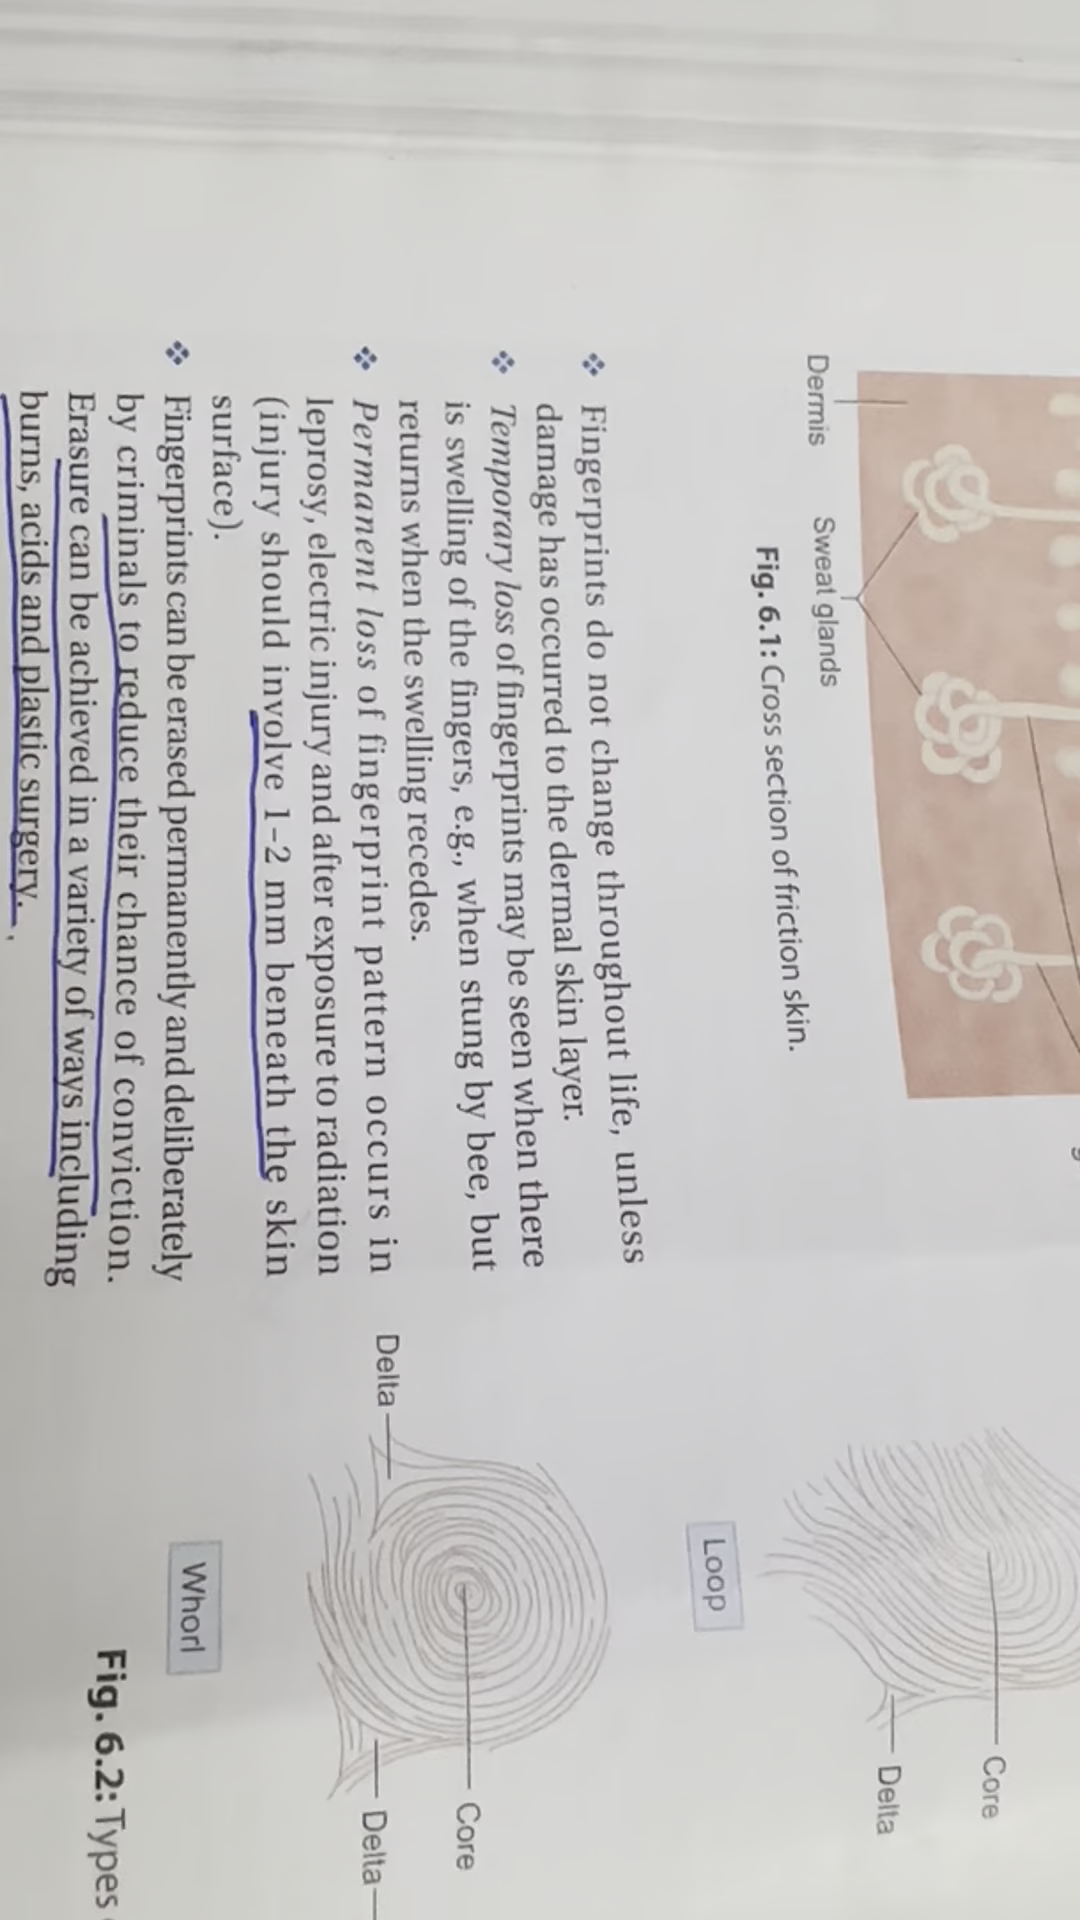 Dermis
Sweat glands
Fig. 6.1: Cross section of friction skin.
❖ Fingerprints do not change throughout life, unless
damage has occurred to the dermal skin layer.
❖ Temporary loss of fingerprints may be seen when there
is swelling of the fingers, e.g., when stung by bee, but
returns when the swelling recedes.
❖ Permanent loss of fingerprint pattern occurs in
leprosy, electric injury and after exposure to radiation
(injury should involve 1–2 mm beneath the skin
surface).
❖ Fingerprints can be erased permanently and deliberately
by criminals to reduce their chance of conviction.
Erasure can be achieved in a variety of ways including
burns, acids and plastic surgery.
Core
Delta
Loop
Delta
Core
Delta
Whorl
Fig. 6.2: Types